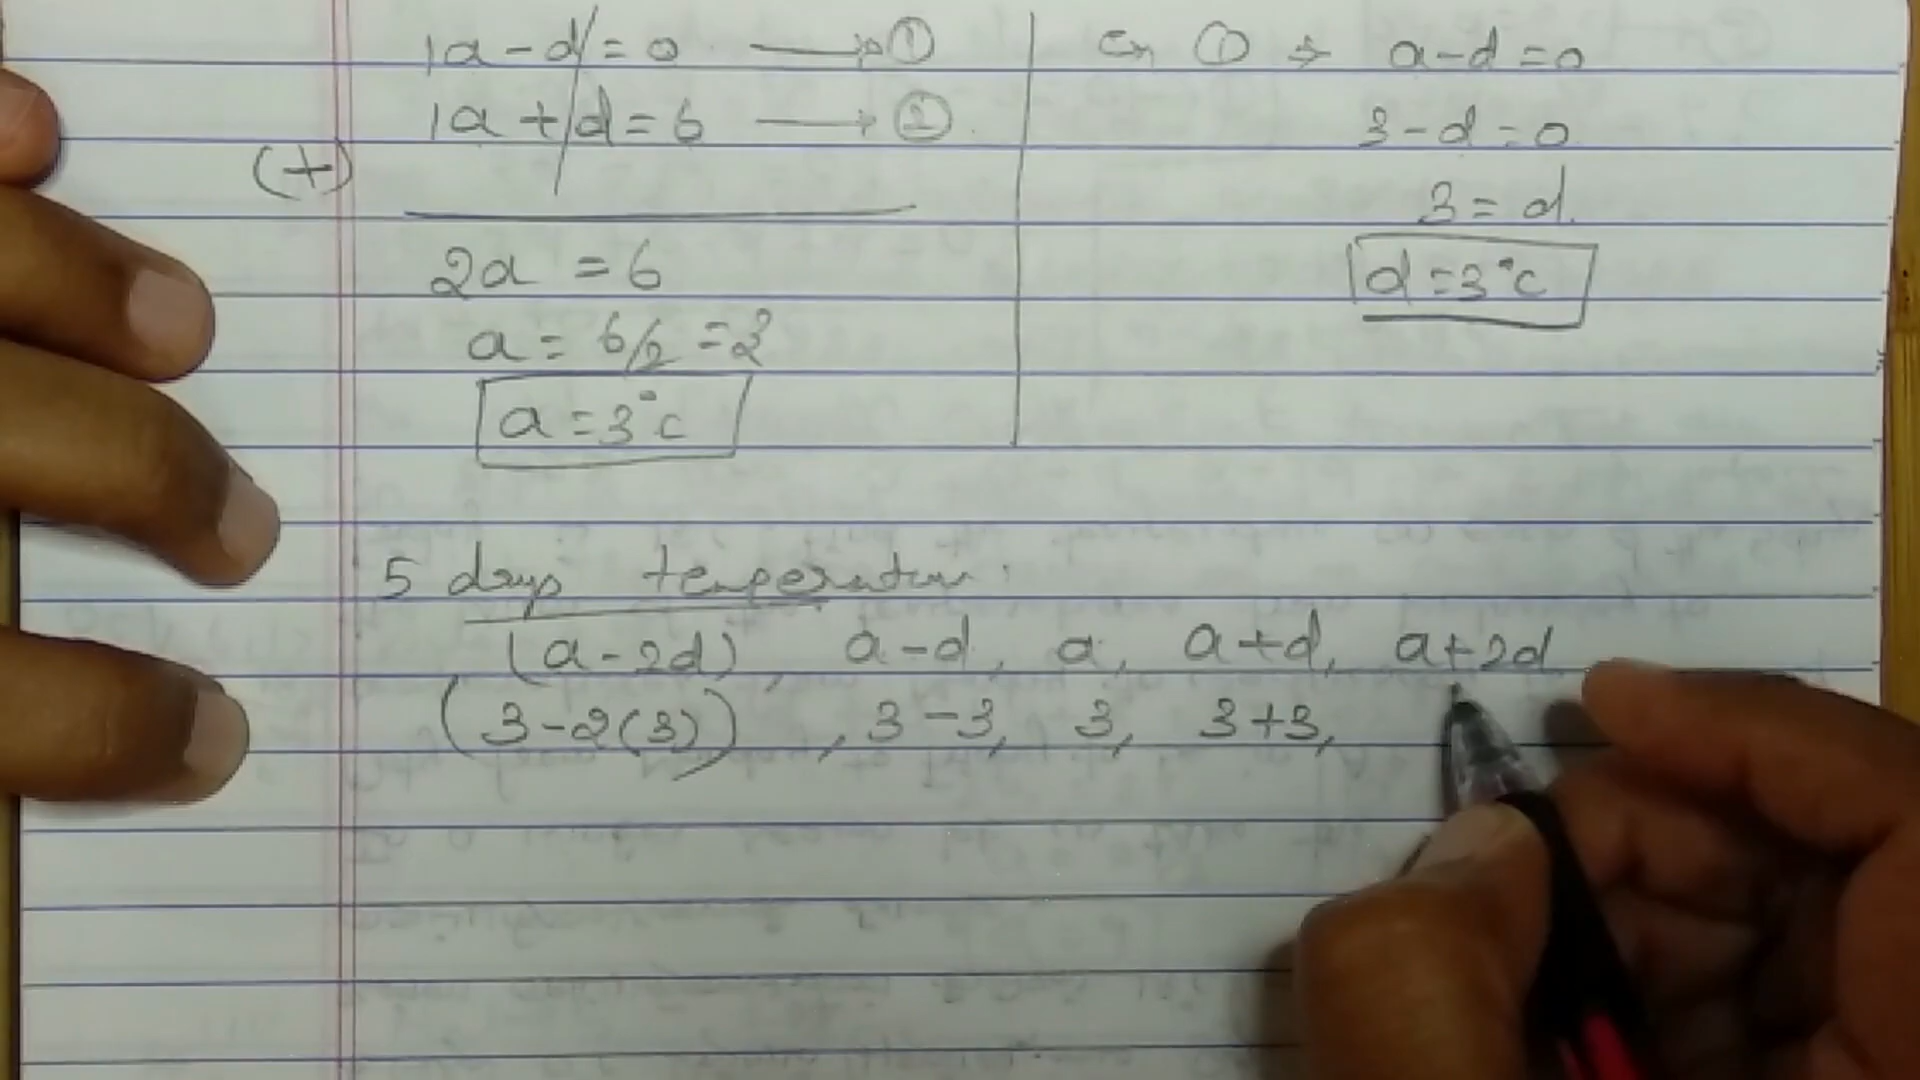 1a - d = 0 → ①
1a + d = 6 → ②
(+)
2a = 6
a = 6/2 = 3
a = 3°c
① ⇒ a - d = 0
3 - d = 0
3 = d.
d = 3°c
5 days temperature:
(a - 2d), a - d, a, a + d, a + 2d
(3 - 2(3)), 3 - 3, 3, 3 + 3,